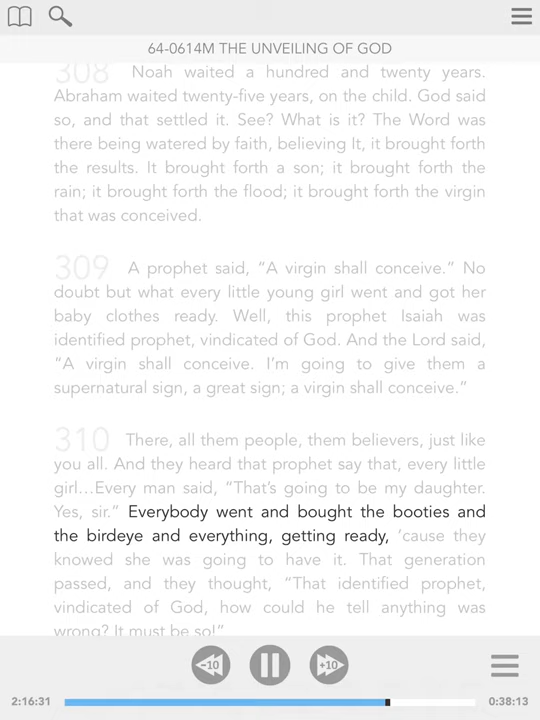 64-0614M THE UNVEILING OF GOD
308 Noah waited a hundred and twenty years.
Abraham waited twenty-five years, on the child. God said
so, and that settled it. See? What is it? The Word was
there being watered by faith, believing It, it brought forth
the results. It brought forth a son; it brought forth the
rain; it brought forth the flood; it brought forth the virgin
that was conceived.
309 A prophet said, “A virgin shall conceive.” No
doubt but what every little young girl went and got her
baby clothes ready. Well, this prophet Isaiah was
identified prophet, vindicated of God. And the Lord said,
“A virgin shall conceive. I’m going to give them a
supernatural sign, a great sign; a virgin shall conceive.”
310 There, all them people, them believers, just like
you all. And they heard that prophet say that, every little
girl…Every man said, “That’s going to be my daughter.
Yes, sir.” Everybody went and bought the booties and
the birdeye and everything, getting ready, ’cause they
knowed she was going to have it. That generation
passed, and they thought, “That identified prophet,
vindicated of God, how could he tell anything was
wrong? It must be so!”
-10 +10
2:16:31 0:38:13